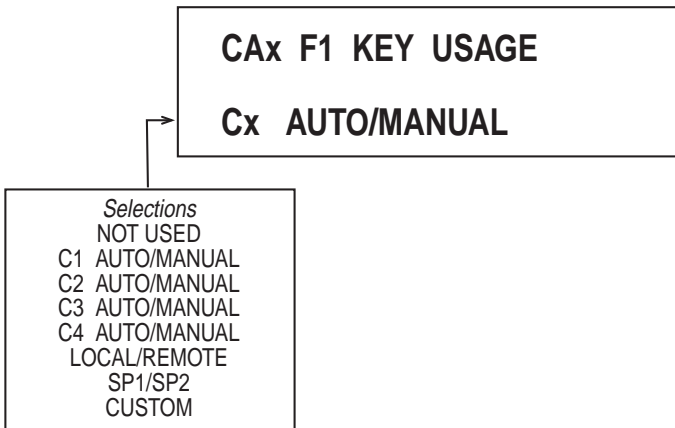 CAx F1 KEY USAGE
Cx AUTO/MANUAL
Selections
NOT USED
C1 AUTO/MANUAL
C2 AUTO/MANUAL
C3 AUTO/MANUAL
C4 AUTO/MANUAL
LOCAL/REMOTE
SP1/SP2
CUSTOM